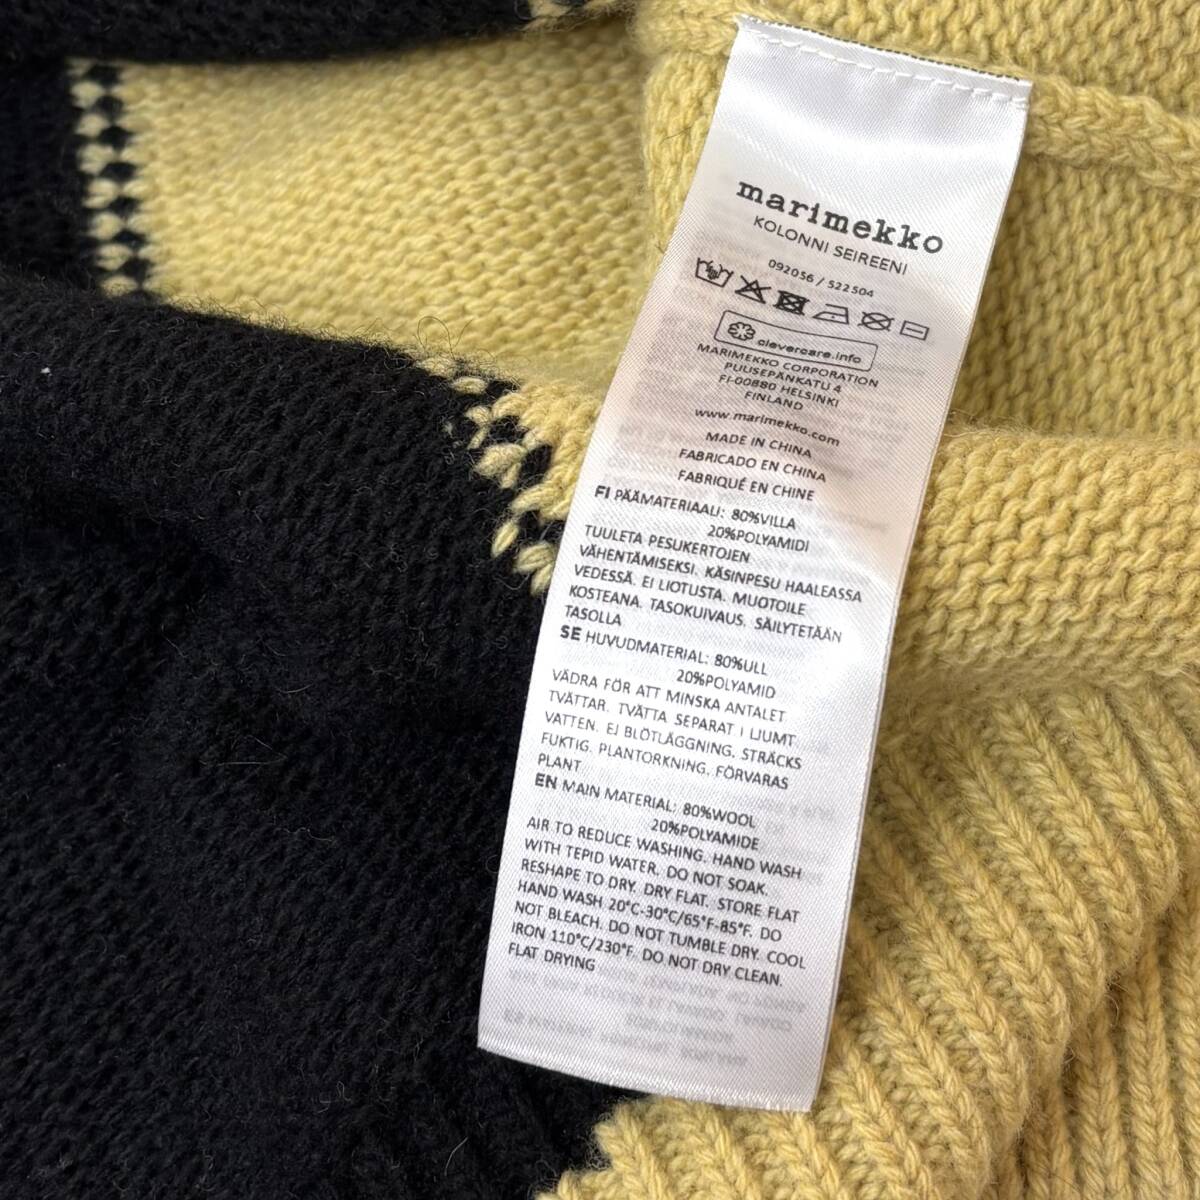 marimekko
KOLONNI SEIREENI
092056 / 522504
clevercare.info
MARIMEKKO CORPORATION
PUUSEPÄNKATU 4
FI-00880 HELSINKI
FINLAND
www.marimekko.com
MADE IN CHINA
FABRICADO EN CHINA
FABRIQUÉ EN CHINE
FI PÄÄMATERIAALI: 80%VILLA
20%POLYAMIDI
TUULETA PESUKERTOJEN
VÄHENTÄMISEKSI. KÄSINPESU HAALEASSA
VEDESSÄ. EI LIOTUSTA. MUOTOILE
KOSTEANA. TASOKUIVAUS. SÄILYTETÄÄN
TASOLLA
SE HUVUDMATERIAL: 80%ULL
20%POLYAMID
VÄDRA FÖR ATT MINSKA ANTALET
TVÄTTAR. TVÄTTA SEPARAT I LJUMT
VATTEN. EJ BLÖTLÄGGNING. STRÄCKS
FUKTIG. PLANTORKNING. FÖRVARAS
PLANT
EN MAIN MATERIAL: 80%WOOL
20%POLYAMIDE
AIR TO REDUCE WASHING. HAND WASH
WITH TEPID WATER. DO NOT SOAK.
RESHAPE TO DRY. DRY FLAT. STORE FLAT
HAND WASH 20°C-30°C/65°F-85°F. DO
NOT BLEACH. DO NOT TUMBLE DRY. COOL
IRON 110°C/230°F. DO NOT DRY CLEAN.
FLAT DRYING